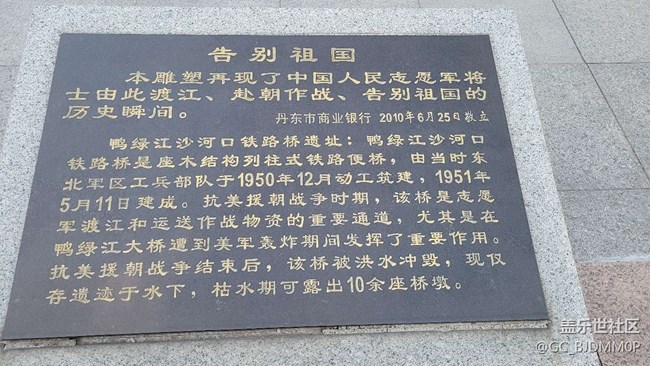 告别祖国
本雕塑再现了中国人民志愿军将
士由此渡江、赴朝作战、告别祖国的
历史瞬间。
丹东市商业银行 2010年6月25日敬立
鸭绿江沙河口铁路桥遗址：鸭绿江沙河口
铁路桥是座木结构列柱式铁路便桥，由当时东
北军区工兵部队于1950年12月动工筑建，1951年
5月11日建成。抗美援朝战争时期，该桥是志愿
军渡江和运送作战物资的重要通道，尤其是在
鸭绿江大桥遭到美军轰炸期间发挥了重要作用。
抗美援朝战争结束后，该桥被洪水冲毁，现仅
存遗迹于水下，枯水期可露出10余座桥墩。
盖乐世社区
@GG_BJDMM0P